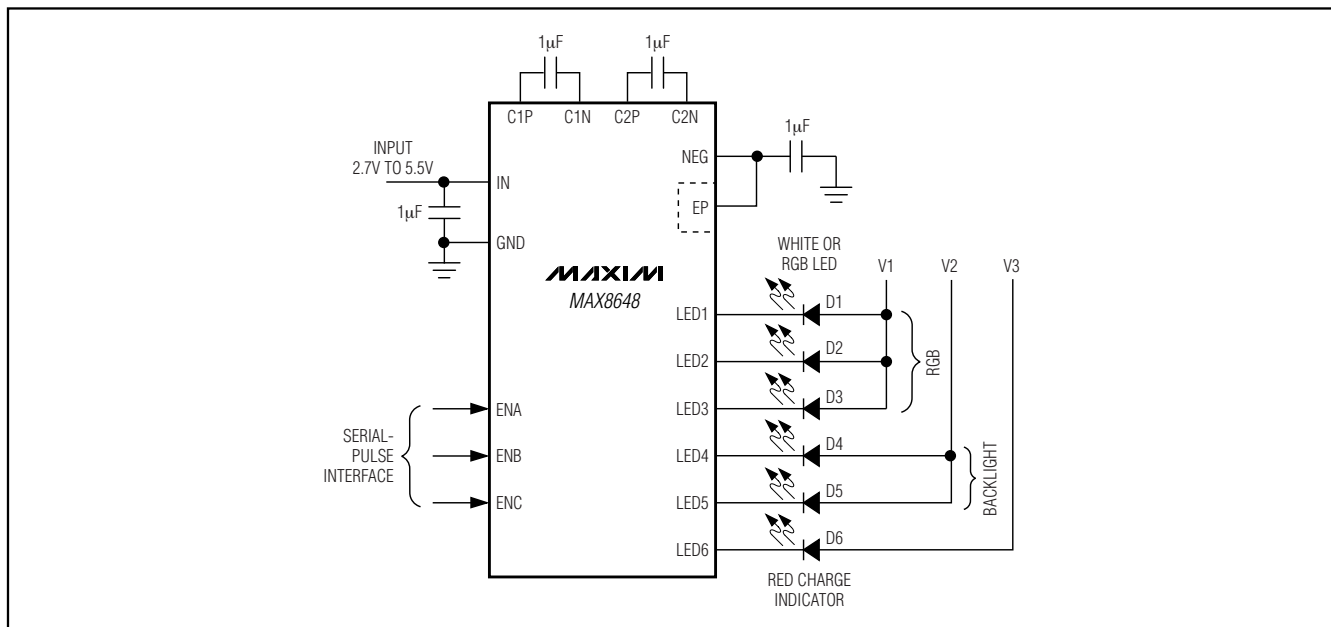 1μF
1μF
C1P
C1N
C2P
C2N
1μF
INPUT
2.7V TO 5.5V
IN
NEG
1μF
EP
GND
WHITE OR
RGB LED
V1
V2
V3
MAXIM
MAX8648
LED1
D1
LED2
D2
RGB
LED3
D3
ENA
SERIAL-
PULSE
INTERFACE
ENB
ENC
LED4
D4
BACKLIGHT
LED5
D5
LED6
D6
RED CHARGE
INDICATOR